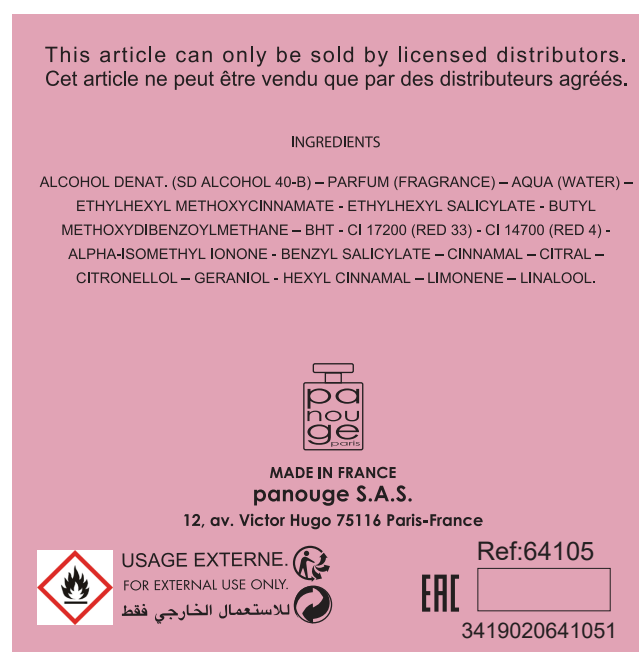 This article can only be sold by licensed distributors.
Cet article ne peut être vendu que par des distributeurs agréés.
INGREDIENTS
ALCOHOL DENAT. (SD ALCOHOL 40-B) – PARFUM (FRAGRANCE) – AQUA (WATER) –
ETHYLHEXYL METHOXYCINNAMATE - ETHYLHEXYL SALICYLATE - BUTYL
METHOXYDIBENZOYLMETHANE – BHT - CI 17200 (RED 33) - CI 14700 (RED 4) -
ALPHA-ISOMETHYL IONONE - BENZYL SALICYLATE – CINNAMAL – CITRAL –
CITRONELLOL – GERANIOL - HEXYL CINNAMAL – LIMONENE – LINALOOL.
pa
nou
ge
paris
MADE IN FRANCE
panouge S.A.S.
12, av. Victor Hugo 75116 Paris-France
USAGE EXTERNE.
FOR EXTERNAL USE ONLY.
للاستعمال الخارجي فقط
Ref:64105
EAC
3419020641051